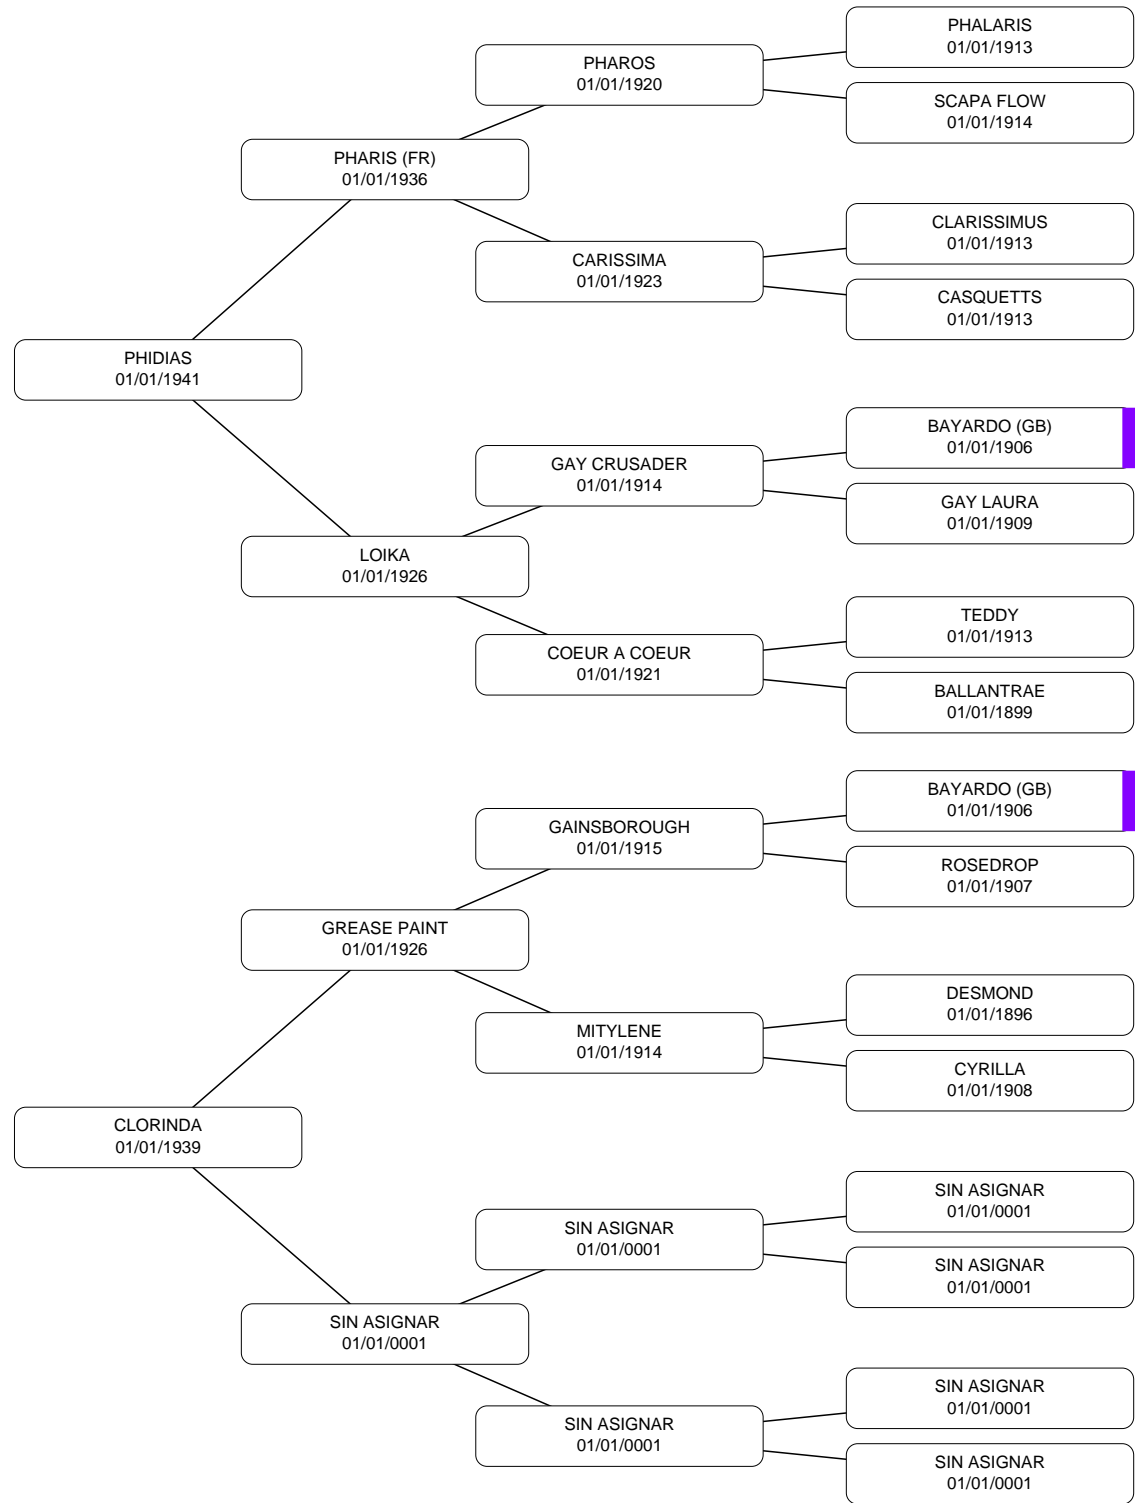 PHALARIS
01/01/1913
PHAROS
01/01/1920
SCAPA FLOW
01/01/1914
PHARIS (FR)
01/01/1936
CLARISSIMUS
01/01/1913
CARISSIMA
01/01/1923
CASQUETTS
01/01/1913
PHIDIAS
01/01/1941
BAYARDO (GB)
01/01/1906
GAY CRUSADER
01/01/1914
GAY LAURA
01/01/1909
LOIKA
01/01/1926
TEDDY
01/01/1913
COEUR A COEUR
01/01/1921
BALLANTRAE
01/01/1899
BAYARDO (GB)
01/01/1906
GAINSBOROUGH
01/01/1915
ROSEDROP
01/01/1907
GREASE PAINT
01/01/1926
DESMOND
01/01/1896
MITYLENE
01/01/1914
CYRILLA
01/01/1908
CLORINDA
01/01/1939
SIN ASIGNAR
01/01/0001
SIN ASIGNAR
01/01/0001
SIN ASIGNAR
01/01/0001
SIN ASIGNAR
01/01/0001
SIN ASIGNAR
01/01/0001
SIN ASIGNAR
01/01/0001
SIN ASIGNAR
01/01/0001